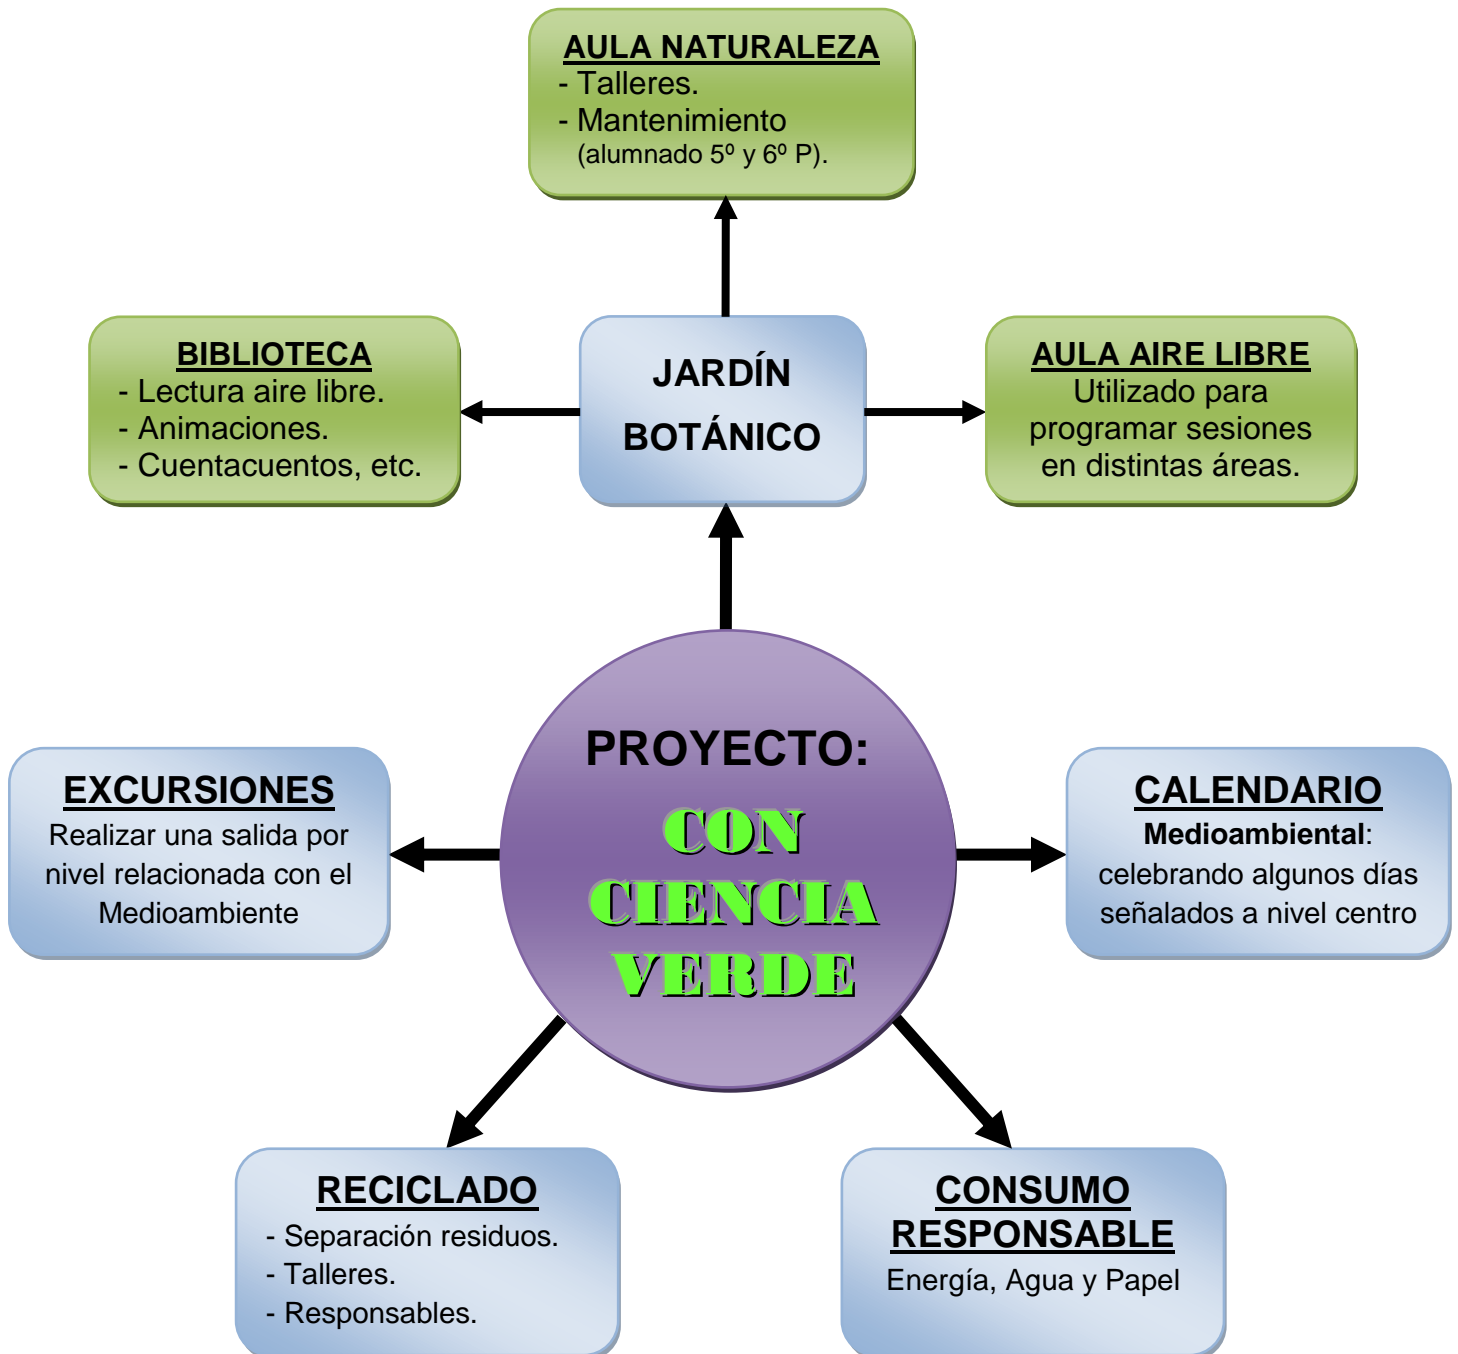 AULA NATURALEZA
- Talleres.
- Mantenimiento
(alumnado 5º y 6º P).
BIBLIOTECA
- Lectura aire libre.
- Animaciones.
- Cuentacuentos, etc.
JARDÍN
BOTÁNICO
AULA AIRE LIBRE
Utilizado para
programar sesiones
en distintas áreas.
PROYECTO:
CON
CIENCIA
VERDE
EXCURSIONES
Realizar una salida por
nivel relacionada con el
Medioambiente
CALENDARIO
Medioambiental:
celebrando algunos días
señalados a nivel centro
RECICLADO
- Separación residuos.
- Talleres.
- Responsables.
CONSUMO
RESPONSABLE
Energía, Agua y Papel